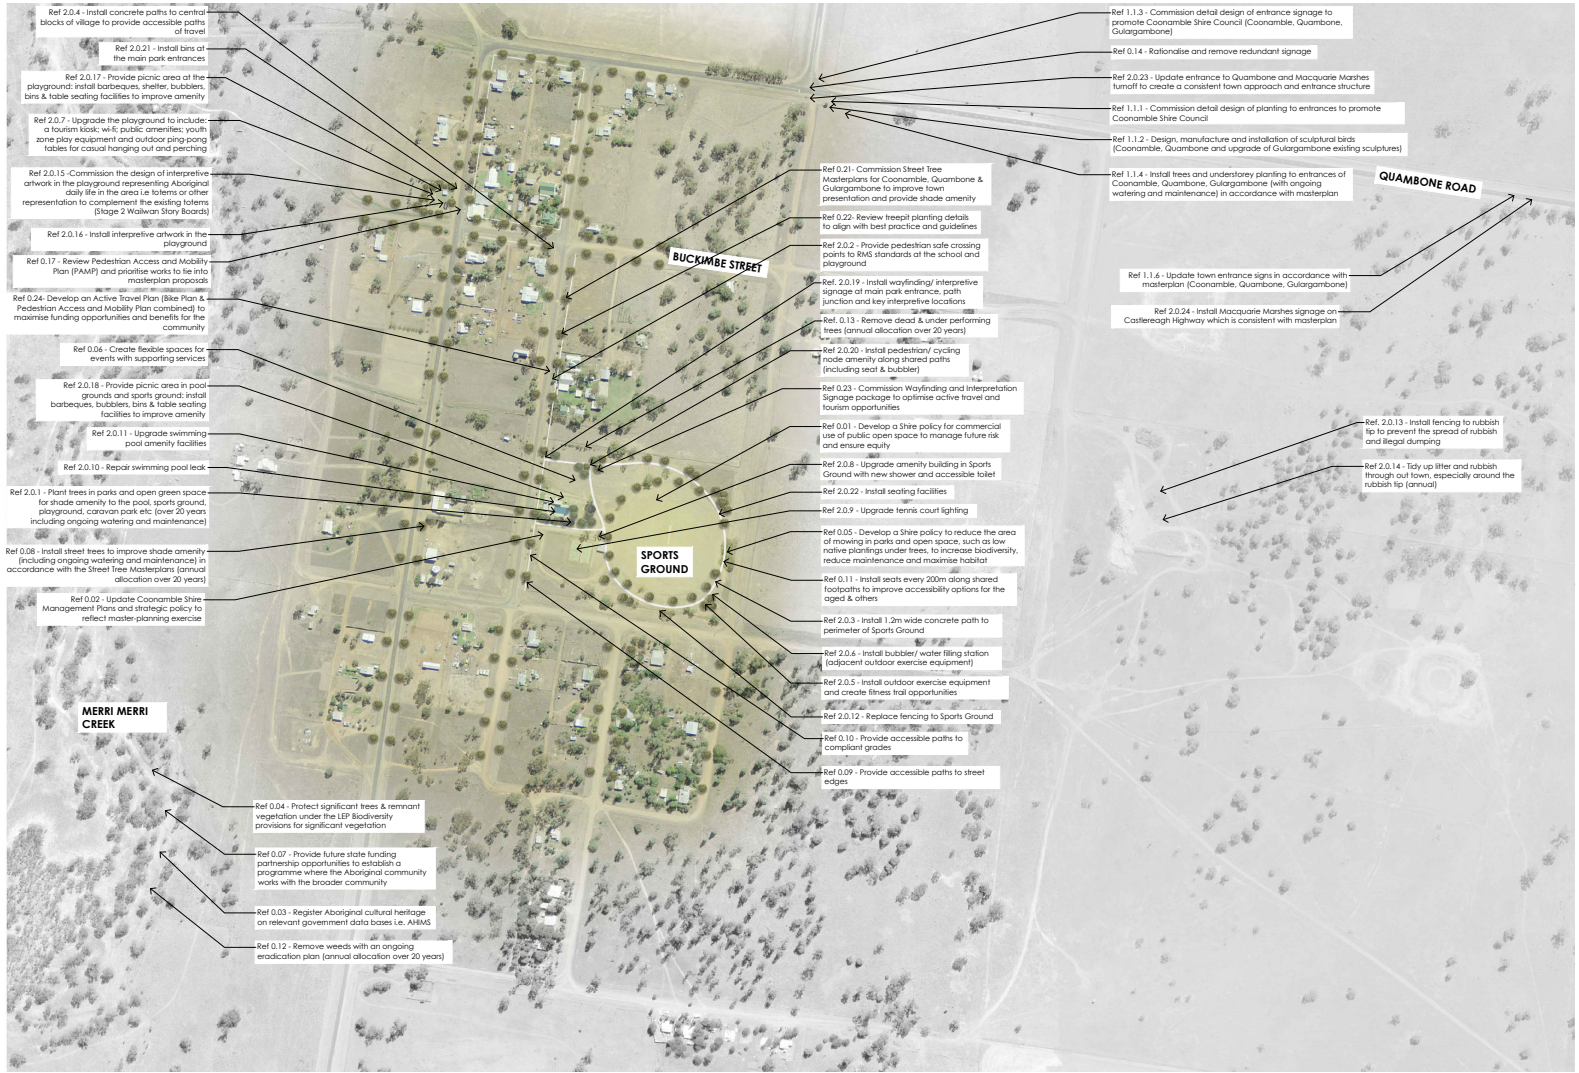 Ref 2.0.4 - Install concrete paths to central
blocks of village to provide accessible paths
of travel
Ref 2.0.21 - Install bins at
the main park entrances
Ref 2.0.17 - Provide picnic area at the
playground: install barbeques, shelter, bubblers,
bins & table seating facilities to improve amenity
Ref 2.0.7 - Upgrade the playground to include:
a tourism kiosk; wi-fi; public amenities; youth
zone play equipment and outdoor ping-pong
tables for casual hanging out and perching
Ref 2.0.15 -Commission the design of interpretive
artwork in the playground representing Aboriginal
daily life in the area i.e totems or other
representation to complement the existing totems
(Stage 2 Wailwan Story Boards)
Ref 2.0.16 - Install interpretive artwork in the
playground
Ref 0.17 - Review Pedestrian Access and Mobility
Plan (PAMP) and prioritise works to tie into
masterplan proposals
Ref 0.24- Develop an Active Travel Plan (Bike Plan &
Pedestrian Access and Mobility Plan combined) to
maximise funding opportunities and benefits for the
community
Ref 0.06 - Create flexible spaces for
events with supporting services
Ref 2.0.18 - Provide picnic area in pool
grounds and sports ground: install
barbeques, bubblers, bins & table seating
facilities to improve amenity
Ref 2.0.11 - Upgrade swimming
pool amenity facilities
Ref 2.0.10 - Repair swimming pool leak
Ref 2.0.1 - Plant trees in parks and open green space
for shade amenity to the pool, sports ground,
playground, caravan park etc (over 20 years
including ongoing watering and maintenance)
Ref 0.08 - Install street trees to improve shade amenity
(including ongoing watering and maintenance) in
accordance with the Street Tree Masterplans (annual
allocation over 20 years)
Ref 0.02 - Update Coonamble Shire
Management Plans and strategic policy to
reflect master-planning exercise
MERRI MERRI
CREEK
Ref 0.04 - Protect significant trees & remnant
vegetation under the LEP Biodiversity
provisions for significant vegetation
Ref 0.07 - Provide future state funding
partnership opportunities to establish a
programme where the Aboriginal community
works with the broader community
Ref 0.03 - Register Aboriginal cultural heritage
on relevant government data bases i.e. AHIMS
Ref 0.12 - Remove weeds with an ongoing
eradication plan (annual allocation over 20 years)
BUCKIMBE STREET
SPORTS
GROUND
Ref 0.21- Commission Street Tree
Masterplans for Coonamble, Quambone &
Gulargambone to improve town
presentation and provide shade amenity
Ref 0.22- Review treepit planting details
to align with best practice and guidelines
Ref 2.0.2 - Provide pedestrian safe crossing
points to RMS standards at the school and
playground
Ref. 2.0.19 - Install wayfinding/ interpretive
signage at main park entrance, path
junction and key interpretive locations
Ref. 0.13 - Remove dead & under performing
trees (annual allocation over 20 years)
Ref 2.0.20 - Install pedestrian/ cycling
node amenity along shared paths
(including seat & bubbler)
Ref 0.23 - Commission Wayfinding and Interpretation
Signage package to optimise active travel and
tourism opportunities
Ref 0.01 - Develop a Shire policy for commercial
use of public open space to manage future risk
and ensure equity
Ref 2.0.8 - Upgrade amenity building in Sports
Ground with new shower and accessible toilet
Ref 2.0.22 - Install seating facilities
Ref 2.0.9 - Upgrade tennis court lighting
Ref 0.05 - Develop a Shire policy to reduce the area
of mowing in parks and open space, such as low
native plantings under trees, to increase biodiversity,
reduce maintenance and maximise habitat
Ref 0.11 - Install seats every 200m along shared
footpaths to improve accessibility options for the
aged & others
Ref 2.0.3 - Install 1.2m wide concrete path to
perimeter of Sports Ground
Ref 2.0.6 - Install bubbler/ water filling station
(adjacent outdoor exercise equipment)
Ref 2.0.5 - Install outdoor exercise equipment
and create fitness trail opportunities
Ref 2.0.12 - Replace fencing to Sports Ground
Ref 0.10 - Provide accessible paths to
compliant grades
Ref 0.09 - Provide accessible paths to street
edges
Ref 1.1.3 - Commission detail design of entrance signage to
promote Coonamble Shire Council (Coonamble, Quambone,
Gulargambone)
Ref 0.14 - Rationalise and remove redundant signage
Ref 2.0.23 - Update entrance to Quambone and Macquarie Marshes
turnoff to create a consistent town approach and entrance structure
Ref 1.1.1 - Commission detail design of planting to entrances to promote
Coonamble Shire Council
Ref 1.1.2 - Design, manufacture and installation of sculptural birds
(Coonamble, Quambone and upgrade of Gulargambone existing sculptures)
Ref 1.1.4 - Install trees and understorey planting to entrances of
Coonamble, Quambone, Gulargambone (with ongoing
watering and maintenance) in accordance with masterplan
QUAMBONE ROAD
Ref 1.1.6 - Update town entrance signs in accordance with
masterplan (Coonamble, Quambone, Gulargambone)
Ref 2.0.24 - Install Macquarie Marshes signage on
Castlereagh Highway which is consistent with masterplan
Ref. 2.0.13 - Install fencing to rubbish
tip to prevent the spread of rubbish
and illegal dumping
Ref 2.0.14 - Tidy up litter and rubbish
through out town, especially around the
rubbish tip (annual)